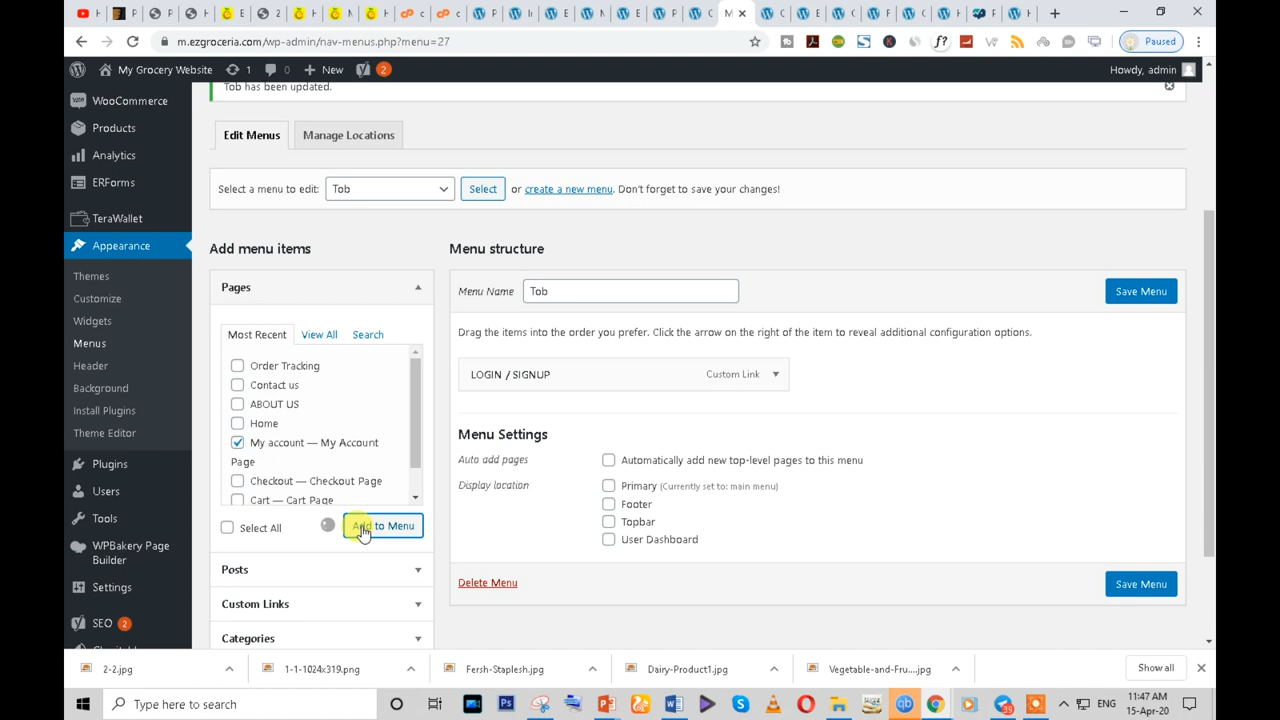 Paused
m.ezgroceria.com/wp-admin/nav-menus.php?menu=27
My Grocery Website
1
0
New
2
Howdy, admin
WooCommerce
Products
Analytics
ERForms
TeraWallet
Appearance
Themes
Customize
Widgets
Menus
Header
Background
Install Plugins
Theme Editor
Plugins
Users
Tools
WPBakery Page
Builder
Settings
SEO 2
Tob has been updated.
Edit Menus
Manage Locations
Select a menu to edit: Tob Select or create a new menu. Don't forget to save your changes!
Add menu items
Pages
Most Recent View All Search
Order Tracking
Contact us
ABOUT US
Home
My account — My Account
Page
Checkout — Checkout Page
Cart — Cart Page
Select All
Add to Menu
Posts
Custom Links
Categories
Menu structure
Menu Name Tob Save Menu
Drag the items into the order you prefer. Click the arrow on the right of the item to reveal additional configuration options.
LOGIN / SIGNUP Custom Link
Menu Settings
Auto add pages Automatically add new top-level pages to this menu
Display location Primary (Currently set to: main menu)
Footer
Topbar
User Dashboard
Delete Menu Save Menu
2-2.jpg
1-1-1024x319.png
Fersh-Staplesh.jpg
Dairy-Product1.jpg
Vegetable-and-Fru....jpg
Show all
Type here to search
ENG
11:47 AM
15-Apr-20